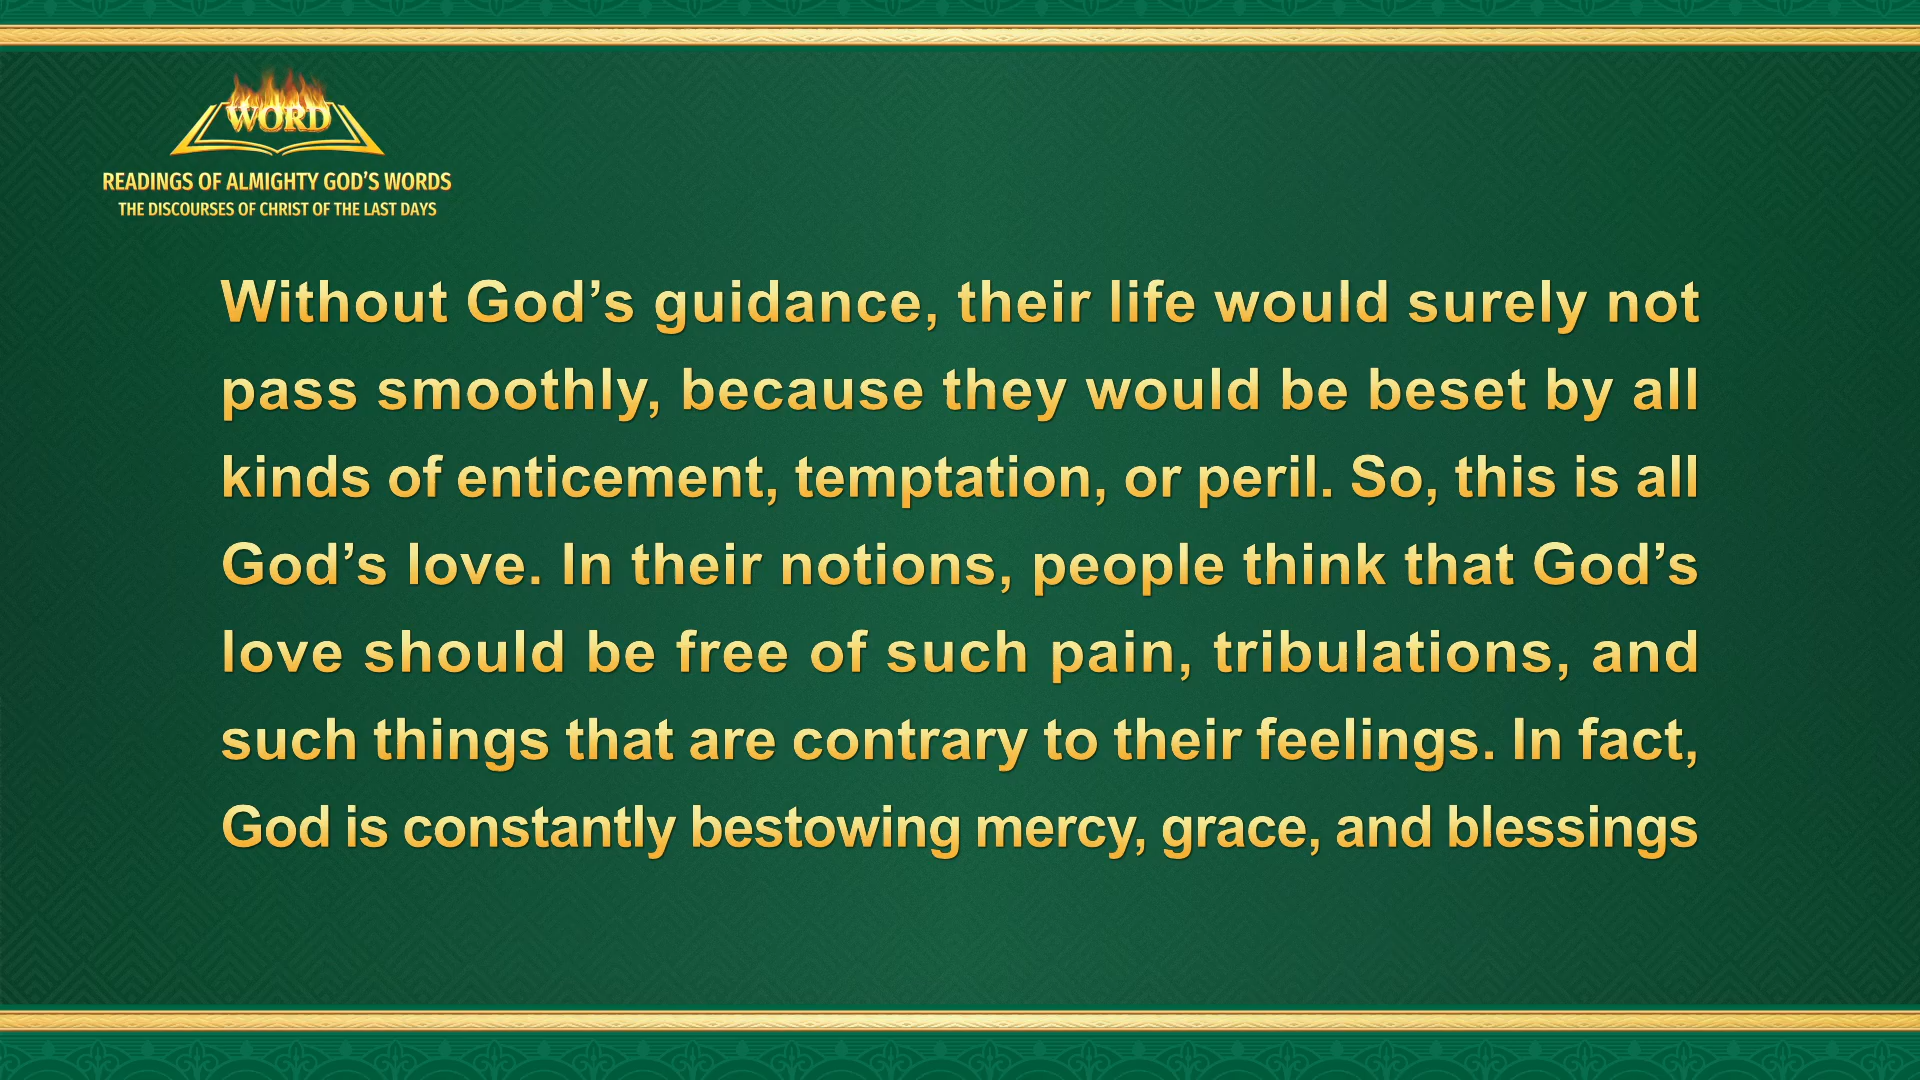 WORD
READINGS OF ALMIGHTY GOD’S WORDS
THE DISCOURSES OF CHRIST OF THE LAST DAYS
Without God’s guidance, their life would surely not
pass smoothly, because they would be beset by all
kinds of enticement, temptation, or peril. So, this is all
God’s love. In their notions, people think that God’s
love should be free of such pain, tribulations, and
such things that are contrary to their feelings. In fact,
God is constantly bestowing mercy, grace, and blessings